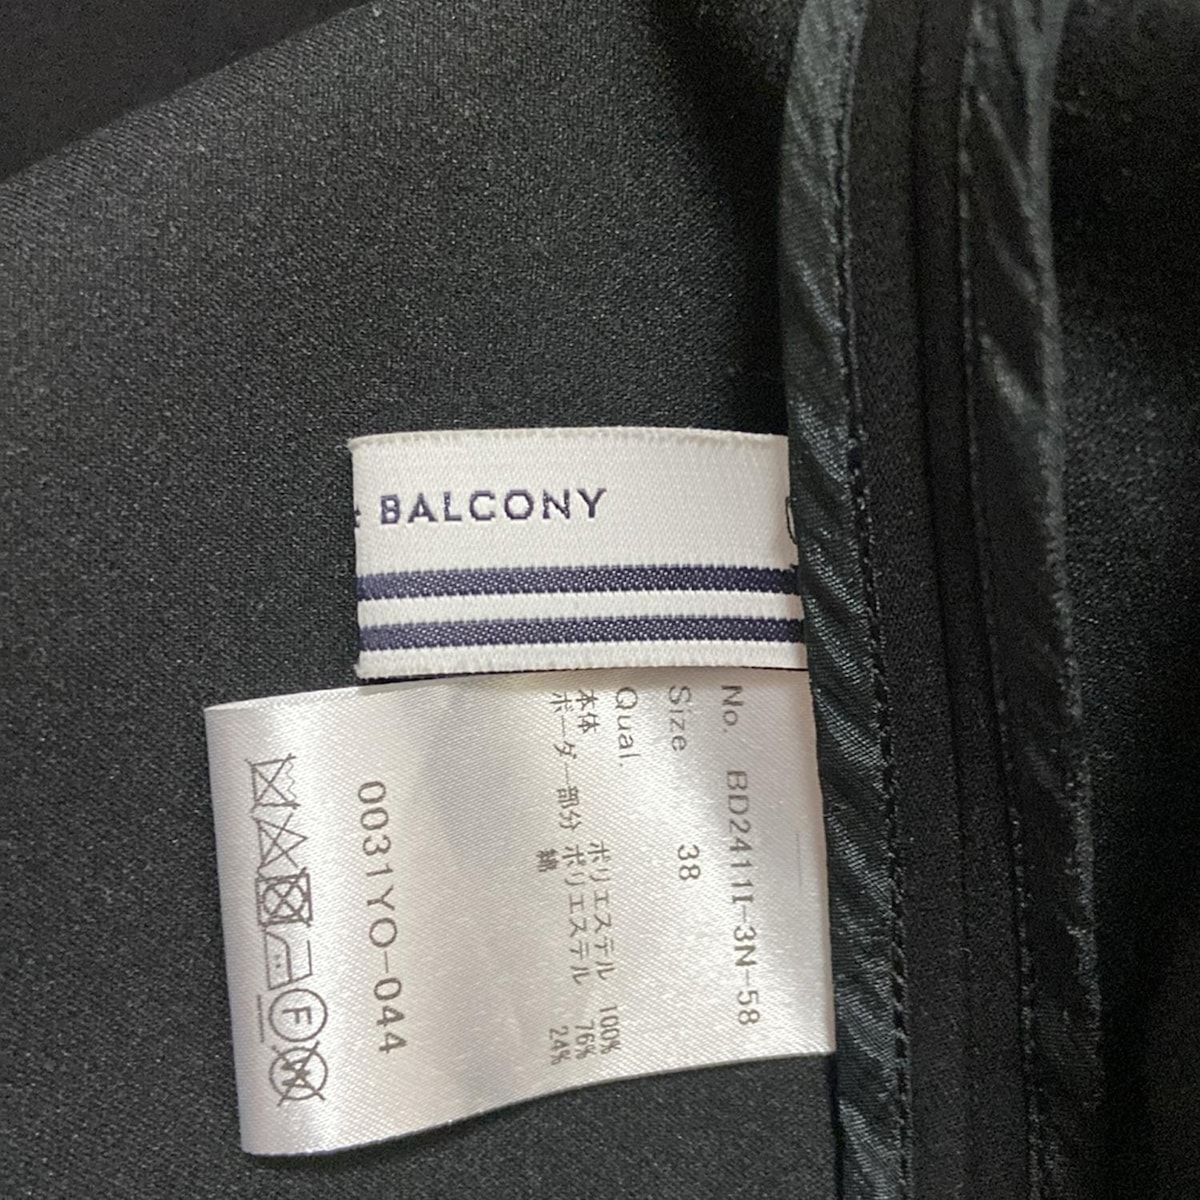 BALCONY
No. BD2411I-3N-58
Size 38
Qual.
本体 ポリエステル 100%
ボーダー部分 ポリエステル 76%
綿 24%
0031YO-044
F
W